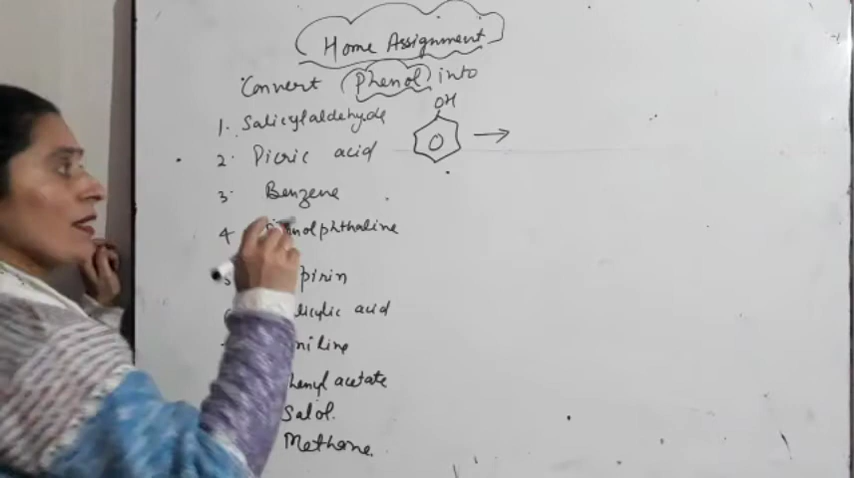 Home Assignment
Convert Phenol into
1. Salicylaldehyde
OH
2. Picric acid
3. Benzene
4
pirin
licylic acid
niline
henyl acetate
Salol.
Methane.